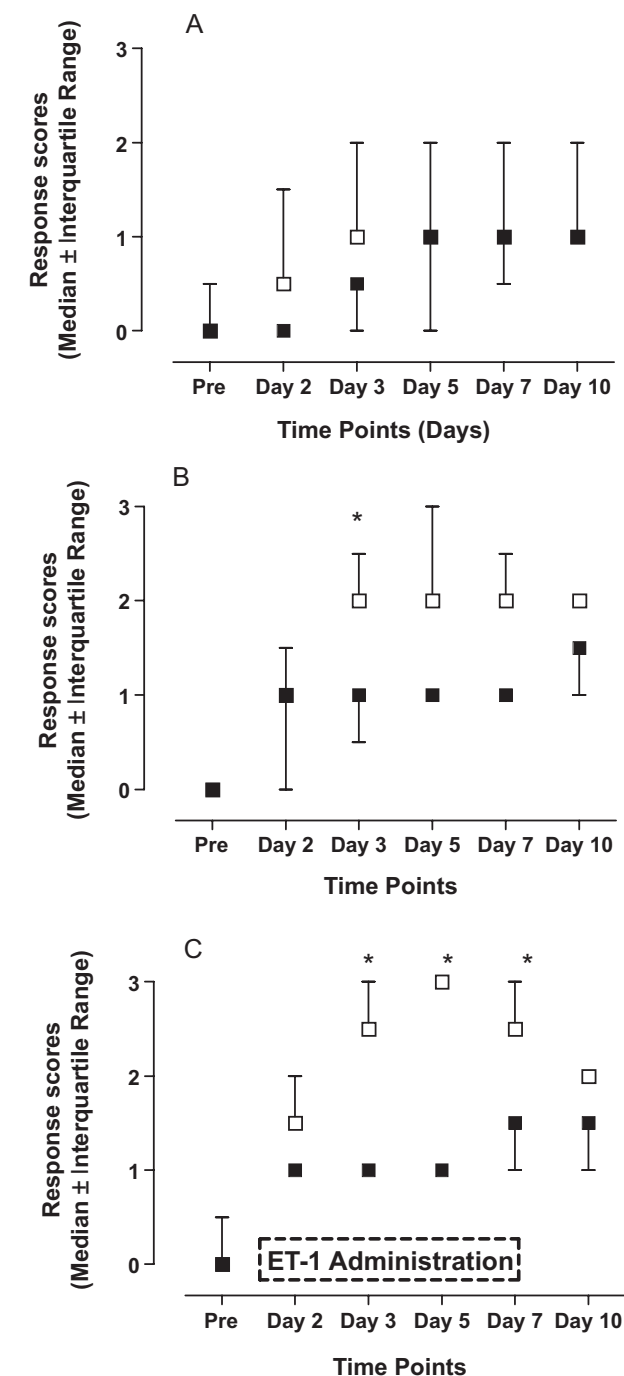 A
Response scores
(Median ± Interquartile Range)
3
2
1
0
Pre Day 2 Day 3 Day 5 Day 7 Day 10
Time Points (Days)
B
Response scores
(Median ± Interquartile Range)
3
*
2
1
0
Pre Day 2 Day 3 Day 5 Day 7 Day 10
Time Points
C
Response scores
(Median ± Interquartile Range)
* * *
3
2
1
0
ET-1 Administration
Pre Day 2 Day 3 Day 5 Day 7 Day 10
Time Points